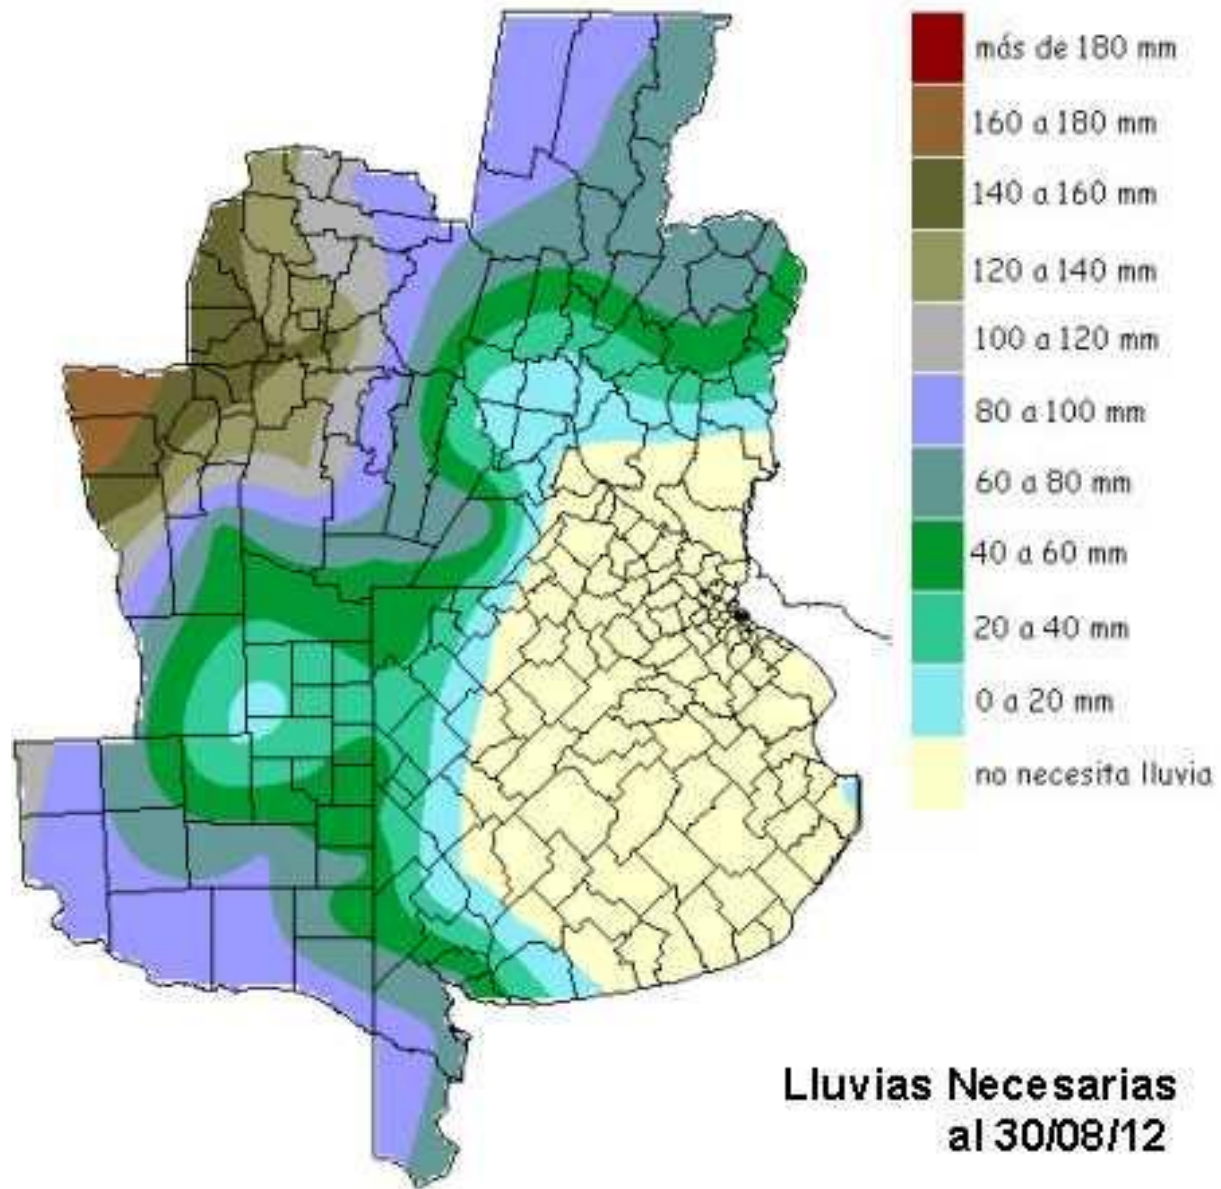 más de 180 mm
160 a 180 mm
140 a 160 mm
120 a 140 mm
100 a 120 mm
80 a 100 mm
60 a 80 mm
40 a 60 mm
20 a 40 mm
0 a 20 mm
no necesita lluvia
Lluvias Necesarias
al 30/08/12